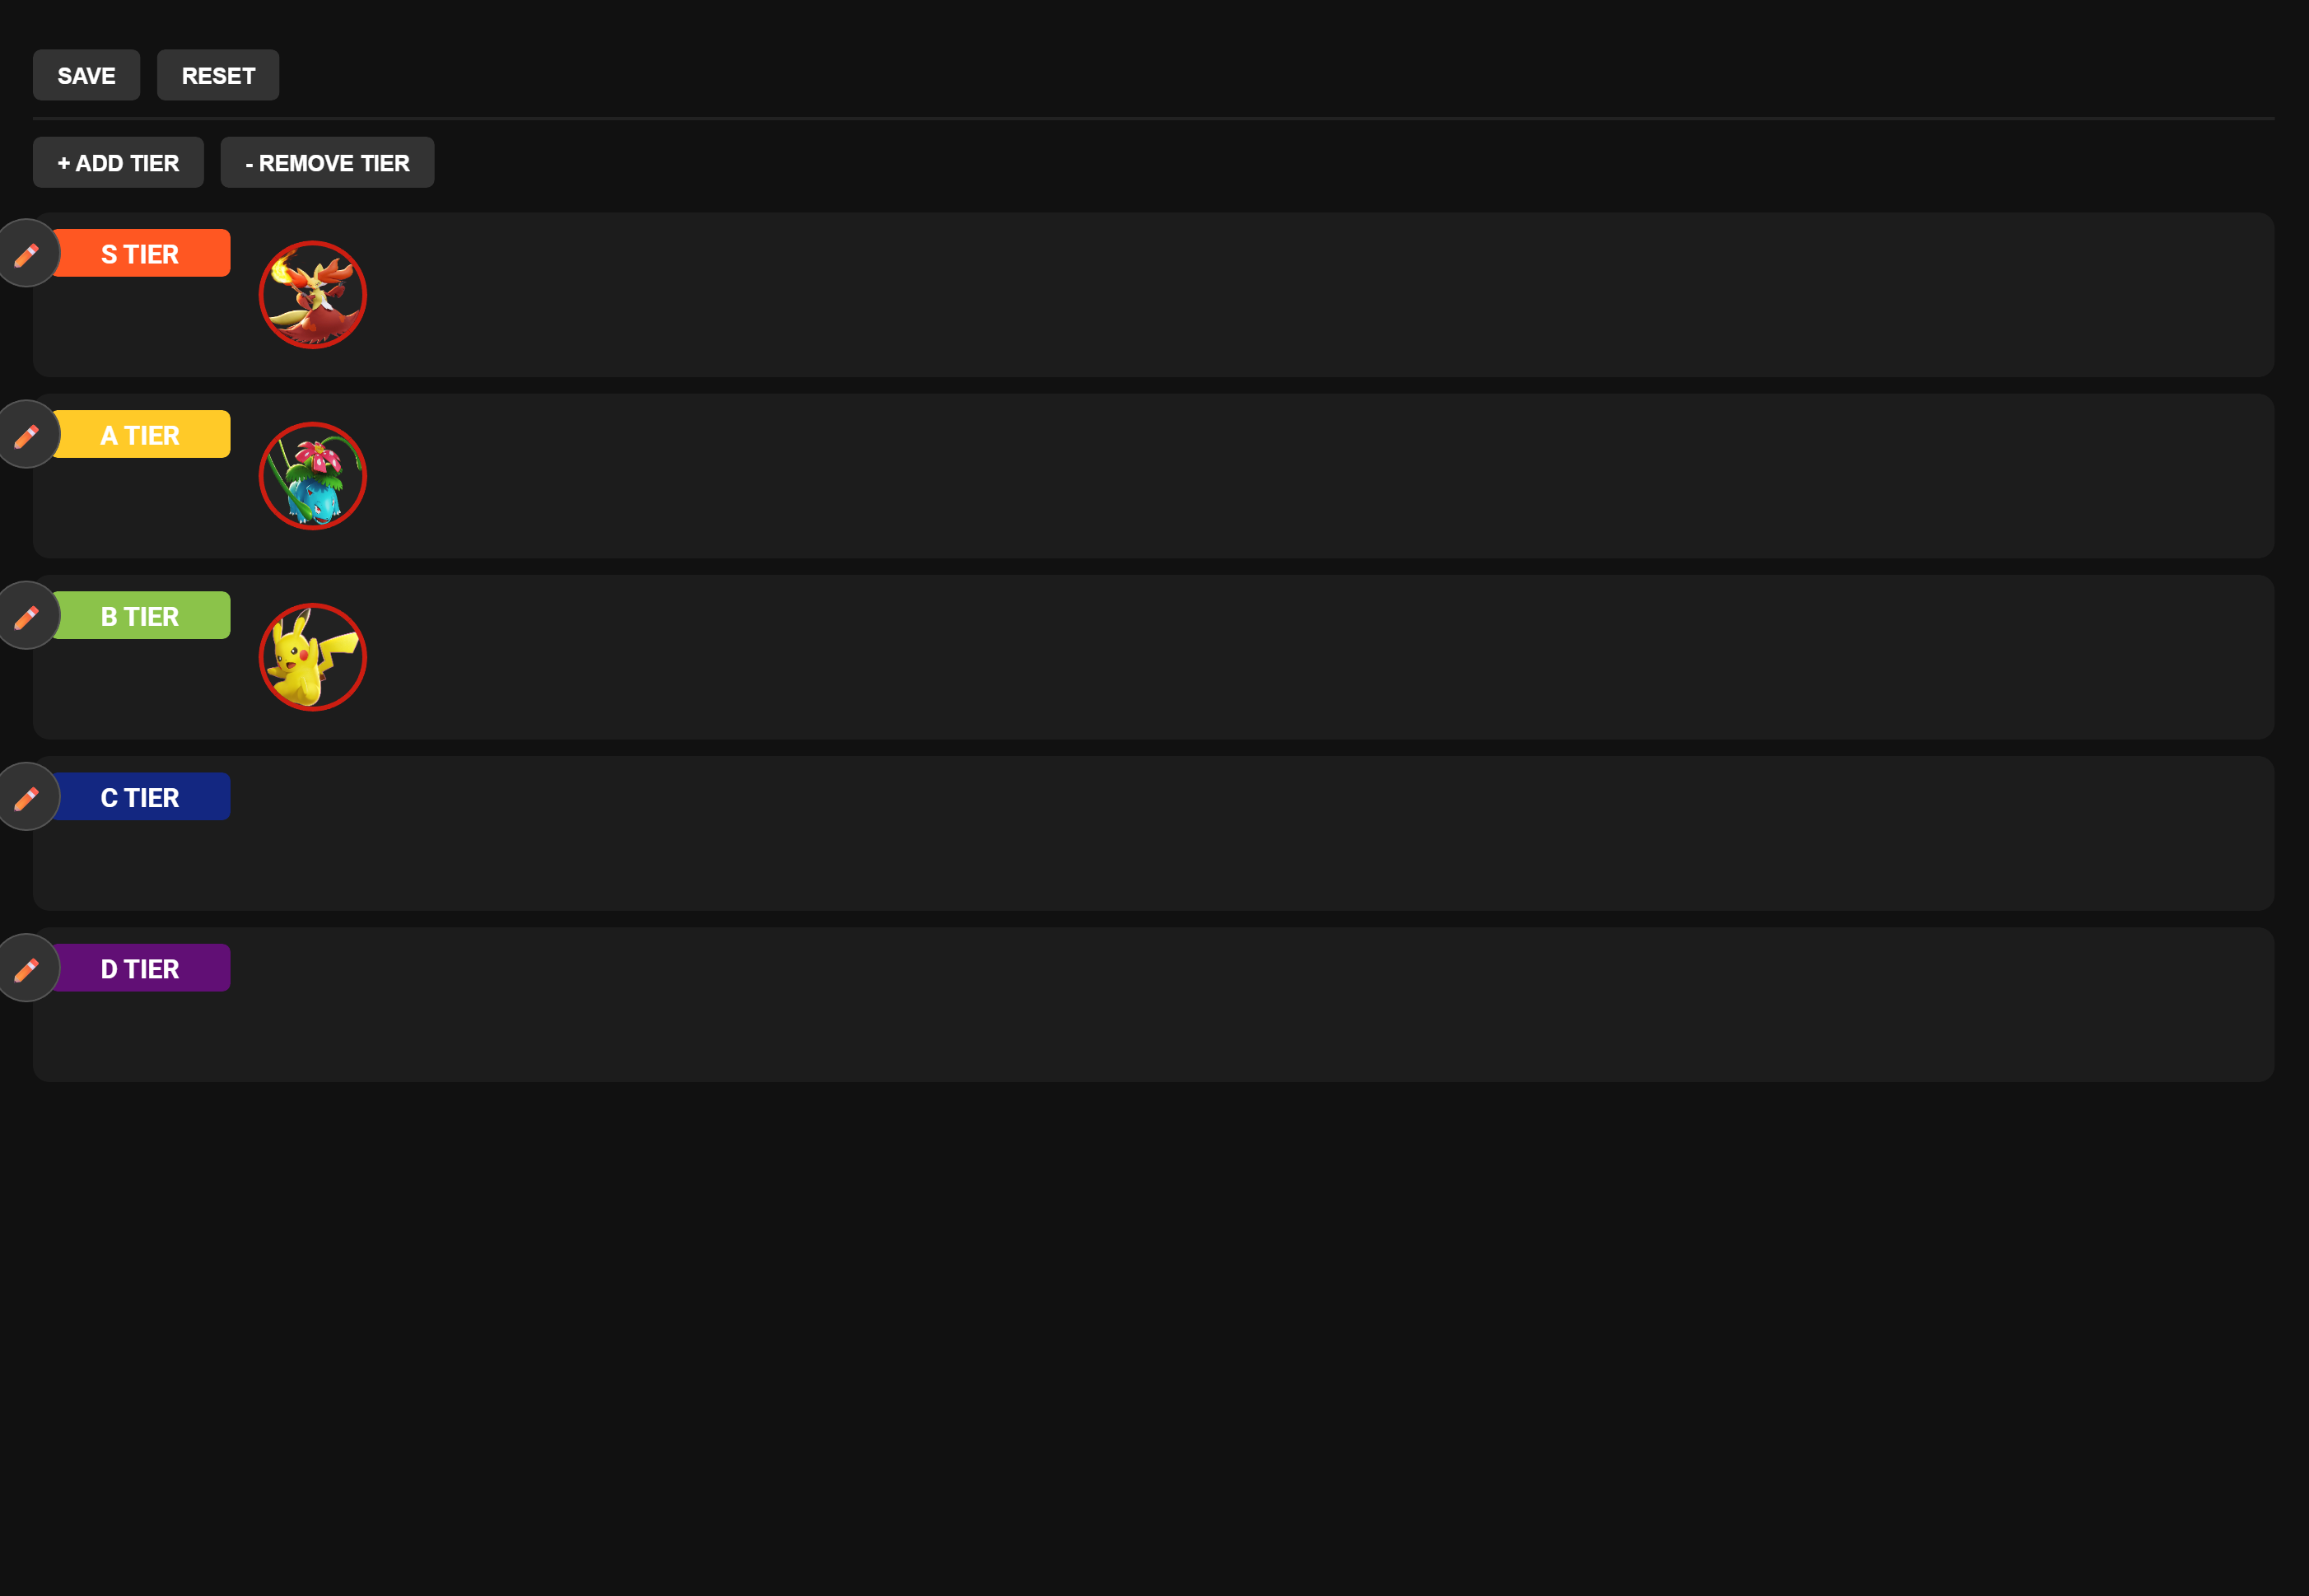 SAVE RESET
+ ADD TIER - REMOVE TIER
S TIER
A TIER
B TIER
C TIER
D TIER